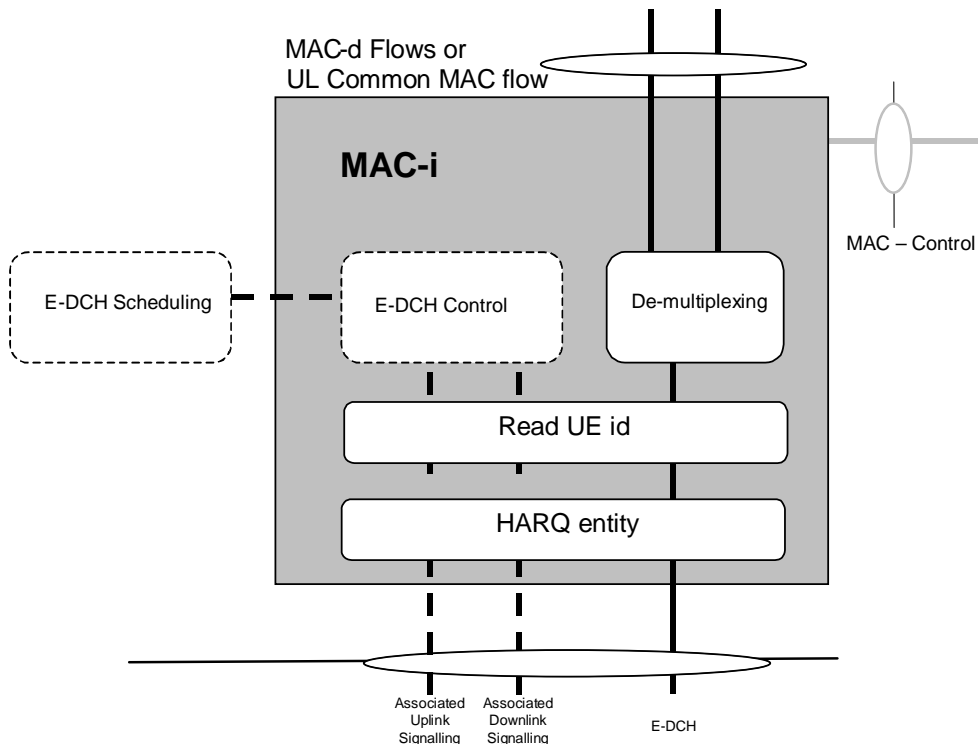 MAC-d Flows or
UL Common MAC flow
MAC-i
MAC – Control
E-DCH Scheduling
E-DCH Control
De-multiplexing
Read UE id
HARQ entity
Associated
Uplink
Signalling
Associated
Downlink
Signalling
E-DCH